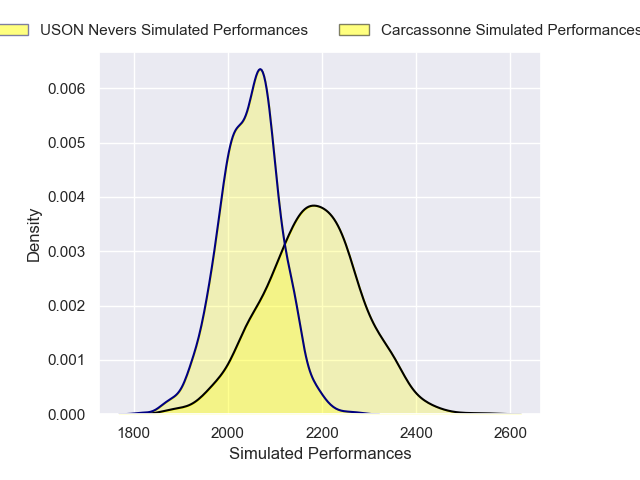 USON Nevers Simulated Performances
Carcassonne Simulated Performances
0.006
0.005
0.004
0.003
0.002
0.001
0.000
Density
1800 2000 2200 2400 2600
Simulated Performances